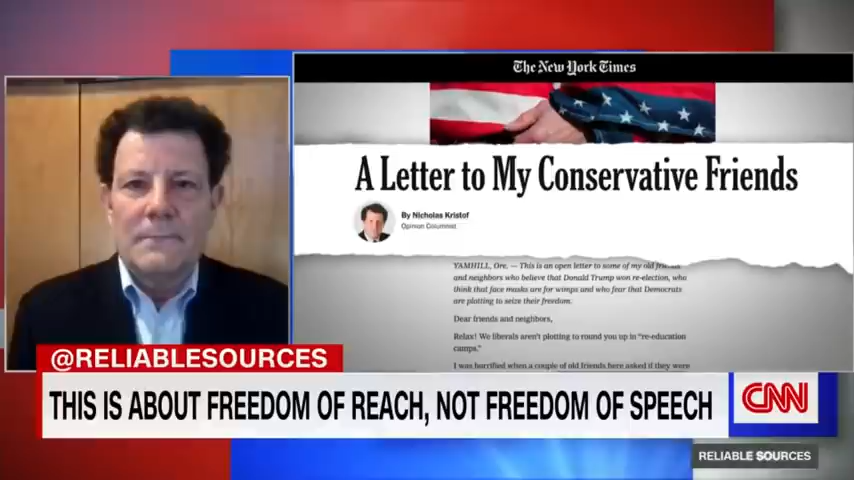 The New York Times
A Letter to My Conservative Friends
By Nicholas Kristof
Opinion Columnist
YAMHILL, Ore. — This is an open letter to some of my old friends
and neighbors who believe that Donald Trump won re-election, who
think that face masks are for wimps and who fear that Democrats
are plotting to seize their freedom.
Dear friends and neighbors,
Relax! We liberals aren't plotting to round you up in "re-education
camps."
I was horrified when a couple of old friends here asked if they were
@RELIABLESOURCES
THIS IS ABOUT FREEDOM OF REACH, NOT FREEDOM OF SPEECH
CNN
RELIABLE SOURCES